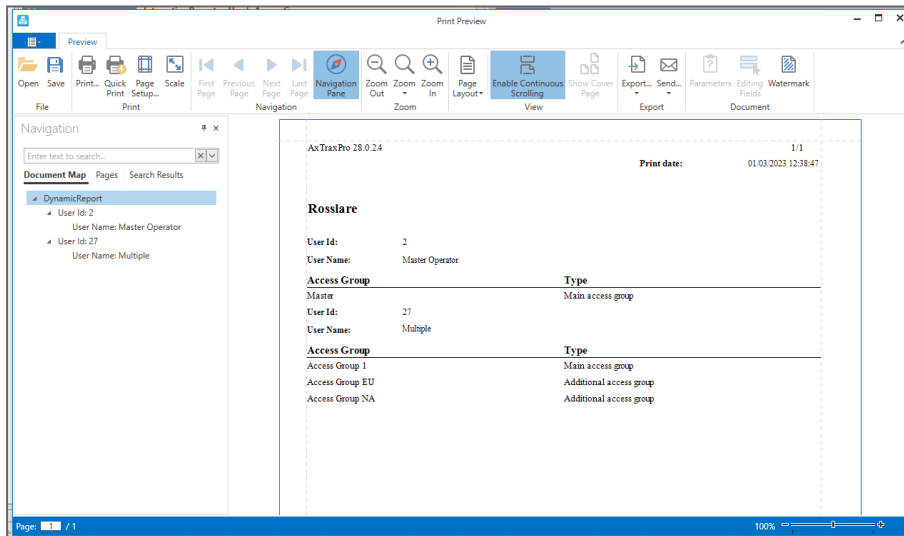 Print Preview
Preview
Open Save Print... Quick Print Page Setup... Scale First Page Previous Page Next Page Last Page Navigation Pane Zoom Out Zoom Zoom In Page Layout Enable Continuous Scrolling Show Cover Page Export... Send... Parameters Editing Fields Watermark
File Print Navigation Zoom View Export Document
Navigation
Enter text to search...
Document Map Pages Search Results
DynamicReport
User Id: 2
User Name: Master Operator
User Id: 27
User Name: Multiple
AxTraxPro 28.0.2.4 1/1
Print date: 01/03/2023 12:38:47
Rosslare
User Id: 2
User Name: Master Operator
Access Group Type
Master Main access group
User Id: 27
User Name: Multiple
Access Group Type
Access Group 1 Main access group
Access Group EU Additional access group
Access Group NA Additional access group
Page: 1 / 1 100%